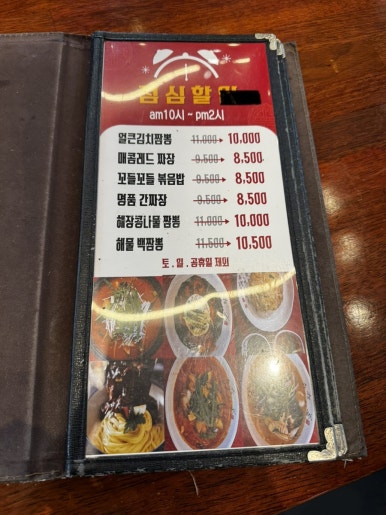 점심할
am10시 ~ pm2시
얼큰김치짬뽕 11,000 → 10,000
매콤레드 짜장 9,500 → 8,500
꼬들꼬들 볶음밥 9,500 → 8,500
명품 간짜장 9,500 → 8,500
해장콩나물 짬뽕 11,000 → 10,000
해물 백짬뽕 11,500 → 10,500
토 . 일 . 공휴일 제외